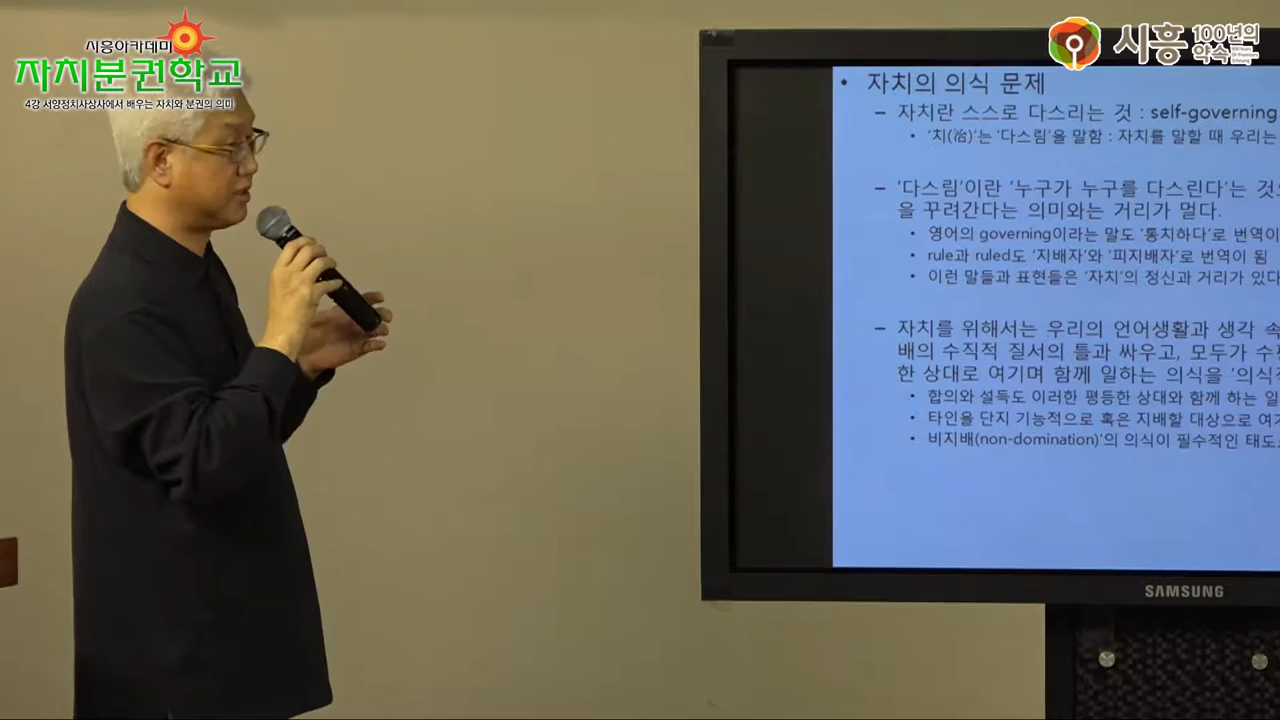 시흥아카데미
자치분권학교
4강 서양정치사상사에서 배우는 자치와 분권의 의미
시흥 100년의 약속
• 자치의 의식 문제
– 자치란 스스로 다스리는 것 : self-governing
• '치(治)'는 '다스림'을 말함 : 자치를 말할 때 우리는
– '다스림'이란 '누구가 누구를 다스린다'는 것
을 꾸려간다는 의미와는 거리가 멀다.
• 영어의 governing이라는 말도 '통치하다'로 번역이
• rule과 ruled도 '지배자'와 '피지배자'로 번역이 됨
• 이런 말들과 표현들은 '자치'의 정신과 거리가 있다
– 자치를 위해서는 우리의 언어생활과 생각 속
배의 수직적 질서의 틀과 싸우고, 모두가 수
한 상대로 여기며 함께 일하는 의식을 '의식
• 합의와 설득도 이러한 평등한 상대와 함께 하는 일
• 타인을 단지 기능적으로 혹은 지배할 대상으로 여
• 비지배(non-domination)'의 의식이 필수적인 태도
SAMSUNG